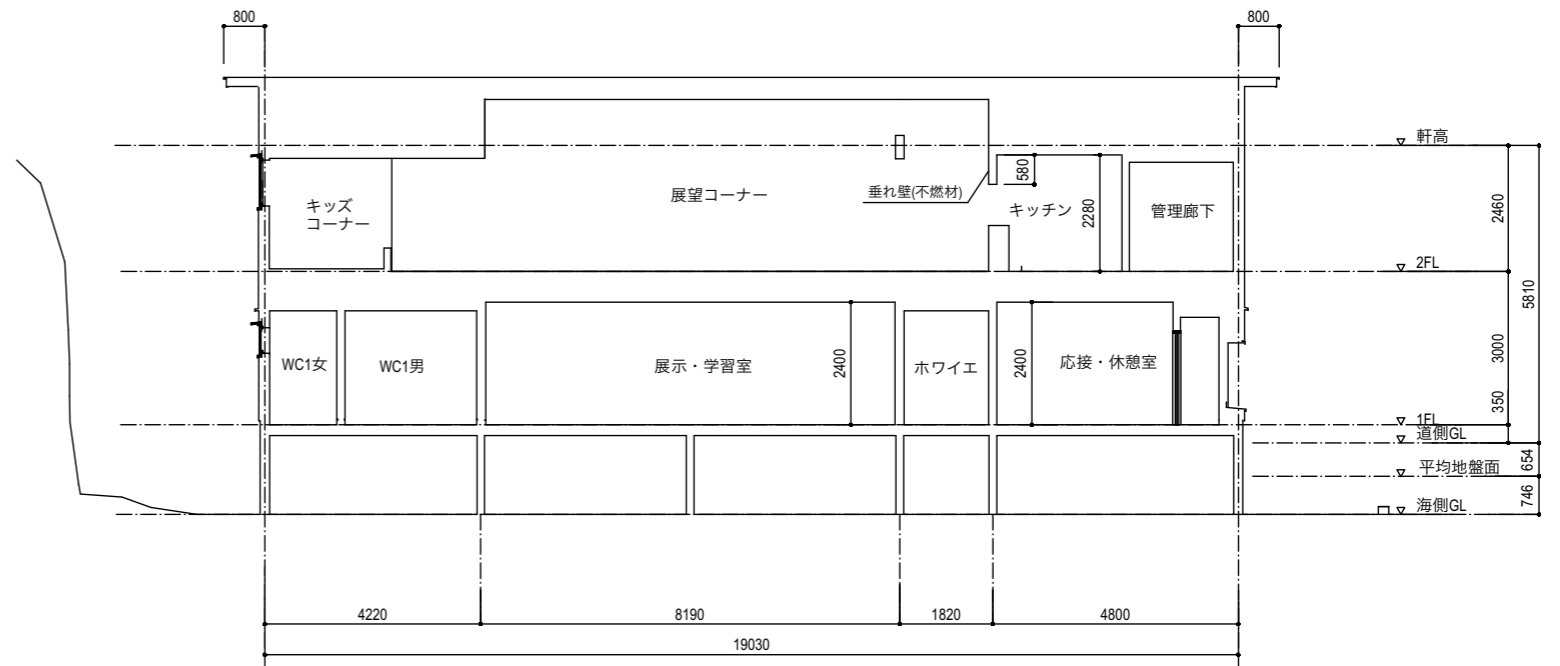 800
800
軒高
580
垂れ壁(不燃材)
展望コーナー
キッズ
コーナー
キッチン
2280
管理廊下
2460
2FL
5810
WC1女
WC1男
展示・学習室
2400
ホワイエ
2400
応接・休憩室
3000
350
1FL
道側GL
654
平均地盤面
746
海側GL
4220
8190
1820
4800
19030